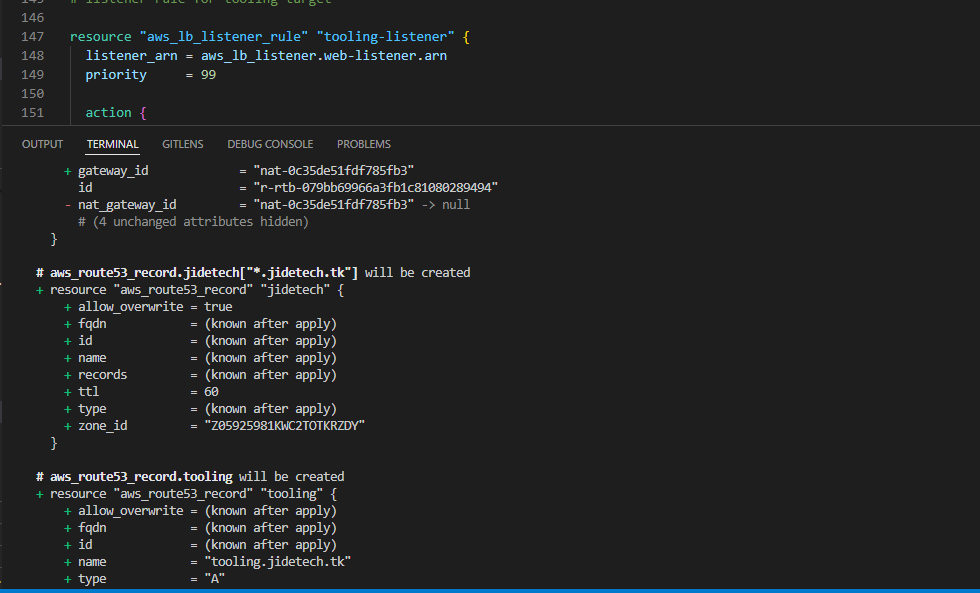 145 # listener rule for tooling target
146
147 resource "aws_lb_listener_rule" "tooling-listener" {
148 listener_arn = aws_lb_listener.web-listener.arn
149 priority     = 99
150
151 action {
OUTPUT TERMINAL GITLENS DEBUG CONSOLE PROBLEMS
+ gateway_id = "nat-0c35de51fdf785fb3"
id = "r-rtb-079bb69966a3fb1c81080289494"
- nat_gateway_id = "nat-0c35de51fdf785fb3" -> null
# (4 unchanged attributes hidden)
}
# aws_route53_record.jidetech["*.jidetech.tk"] will be created
+ resource "aws_route53_record" "jidetech" {
+ allow_overwrite = true
+ fqdn = (known after apply)
+ id = (known after apply)
+ name = (known after apply)
+ records = (known after apply)
+ ttl = 60
+ type = (known after apply)
+ zone_id = "Z05925981KWC2TOTKRZDY"
}
# aws_route53_record.tooling will be created
+ resource "aws_route53_record" "tooling" {
+ allow_overwrite = (known after apply)
+ fqdn = (known after apply)
+ id = (known after apply)
+ name = "tooling.jidetech.tk"
+ type = "A"